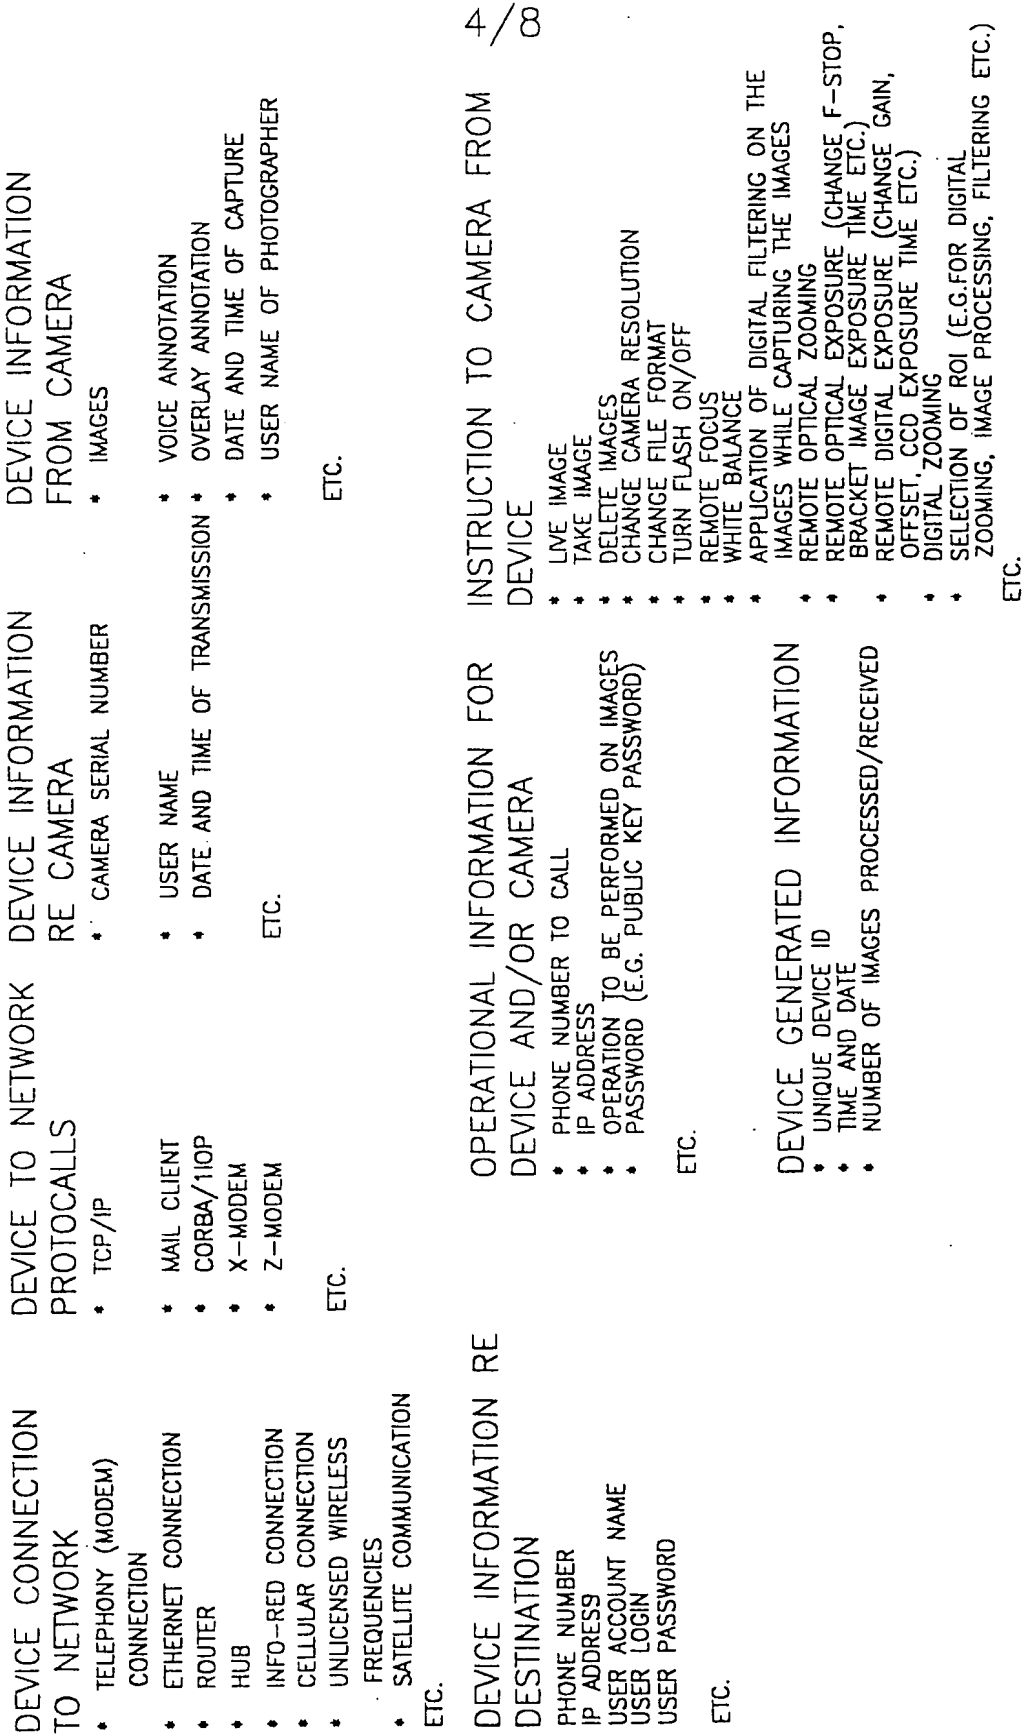 4/8
DEVICE CONNECTION
TO NETWORK
* TELEPHONY (MODEM)
CONNECTION
* ETHERNET CONNECTION
* ROUTER
* HUB
* INFO-RED CONNECTION
* CELLULAR CONNECTION
* UNLICENSED WIRELESS
FREQUENCIES
* SATELLITE COMMUNICATION
ETC.
DEVICE TO NETWORK
PROTOCALLS
* TCP/IP
* MAIL CLIENT
* CORBA/1IOP
* X-MODEM
* Z-MODEM
ETC.
DEVICE INFORMATION
RE CAMERA
* CAMERA SERIAL NUMBER
* USER NAME
* DATE AND TIME OF TRANSMISSION
ETC.
DEVICE INFORMATION
FROM CAMERA
* IMAGES
* VOICE ANNOTATION
* OVERLAY ANNOTATION
* DATE AND TIME OF CAPTURE
* USER NAME OF PHOTOGRAPHER
ETC.
DEVICE INFORMATION RE
DESTINATION
PHONE NUMBER
IP ADDRES9
USER ACCOUNT NAME
USER LOGIN
USER PASSWORD
ETC.
OPERATIONAL INFORMATION FOR
DEVICE AND/OR CAMERA
* PHONE NUMBER TO CALL
* IP ADDRESS
* OPERATION TO BE PERFORMED ON IMAGES
* PASSWORD (E.G. PUBLIC KEY PASSWORD)
ETC.
DEVICE GENERATED INFORMATION
* UNIQUE DEVICE ID
* TIME AND DATE
* NUMBER OF IMAGES PROCESSED/RECEIVED
INSTRUCTION TO CAMERA FROM
DEVICE
* LIVE IMAGE
* TAKE IMAGE
* DELETE IMAGES
* CHANGE CAMERA RESOLUTION
* CHANGE FILE FORMAT
* TURN FLASH ON/OFF
* REMOTE FOCUS
* WHITE BALANCE
* APPLICATION OF DIGITAL FILTERING ON THE
IMAGES WHILE CAPTURING THE IMAGES
* REMOTE OPTICAL ZOOMING
* REMOTE OPTICAL EXPOSURE (CHANGE F-STOP,
BRACKET IMAGE EXPOSURE TIME ETC.)
* REMOTE DIGITAL EXPOSURE (CHANGE GAIN,
OFFSET, CCD EXPOSURE TIME ETC.)
* DIGITAL ZOOMING
* SELECTION OF ROI (E.G.FOR DIGITAL
ZOOMING, IMAGE PROCESSING, FILTERING ETC.)
ETC.